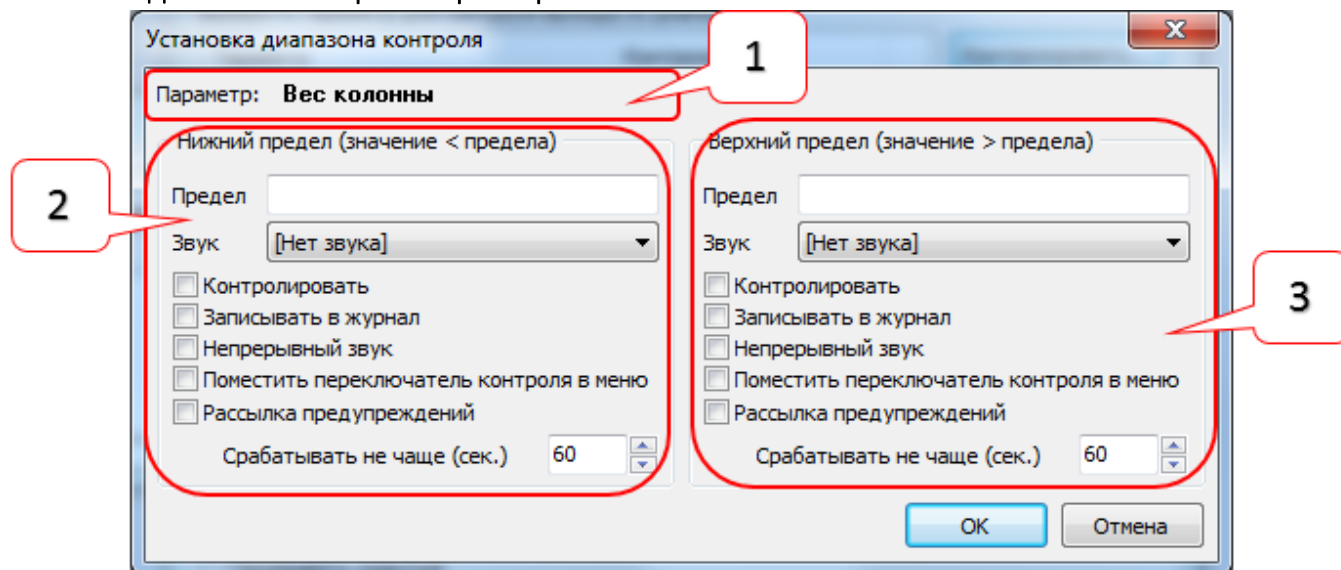 Установка диапазона контроля
1
Параметр: Вес колонны
Нижний предел (значение < предела)
Предел
Звук [Нет звука]
Контролировать
Записывать в журнал
Непрерывный звук
Поместить переключатель контроля в меню
Рассылка предупреждений
Срабатывать не чаще (сек.) 60
2
Верхний предел (значение > предела)
Предел
Звук [Нет звука]
Контролировать
Записывать в журнал
Непрерывный звук
Поместить переключатель контроля в меню
Рассылка предупреждений
Срабатывать не чаще (сек.) 60
3
OK Отмена